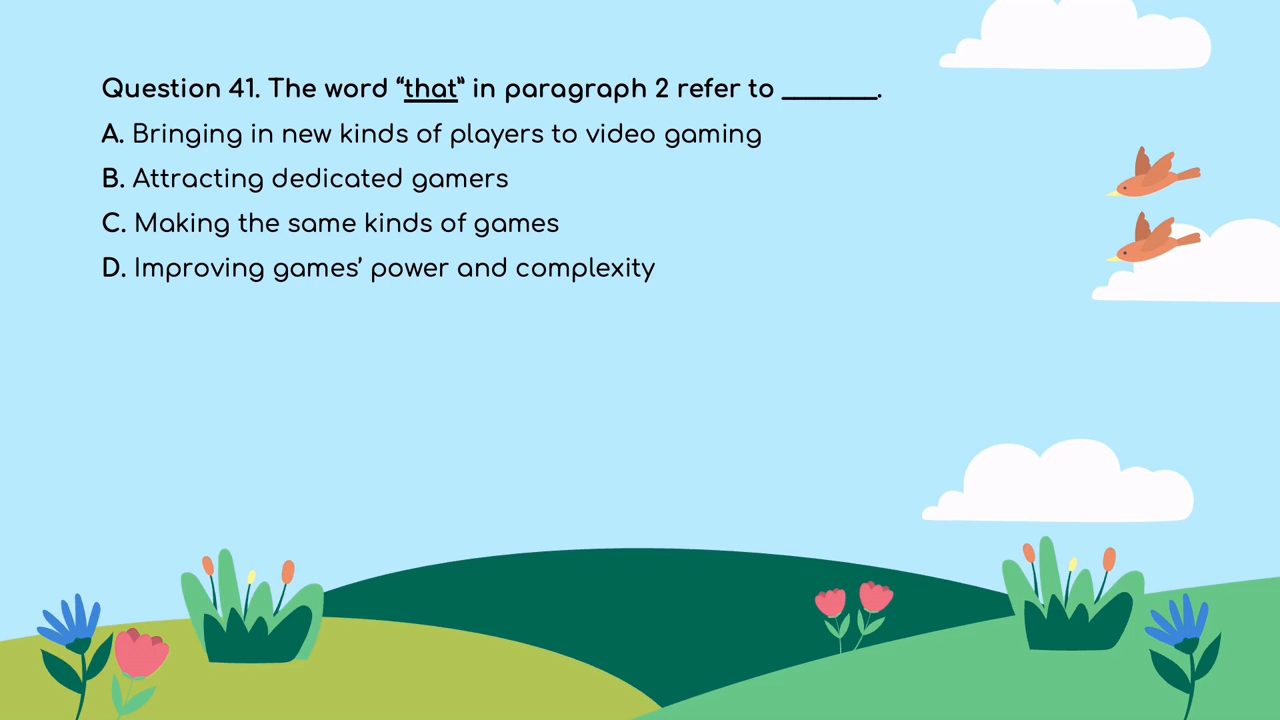 Question 41. The word “that” in paragraph 2 refer to ________.
A. Bringing in new kinds of players to video gaming
B. Attracting dedicated gamers
C. Making the same kinds of games
D. Improving games’ power and complexity